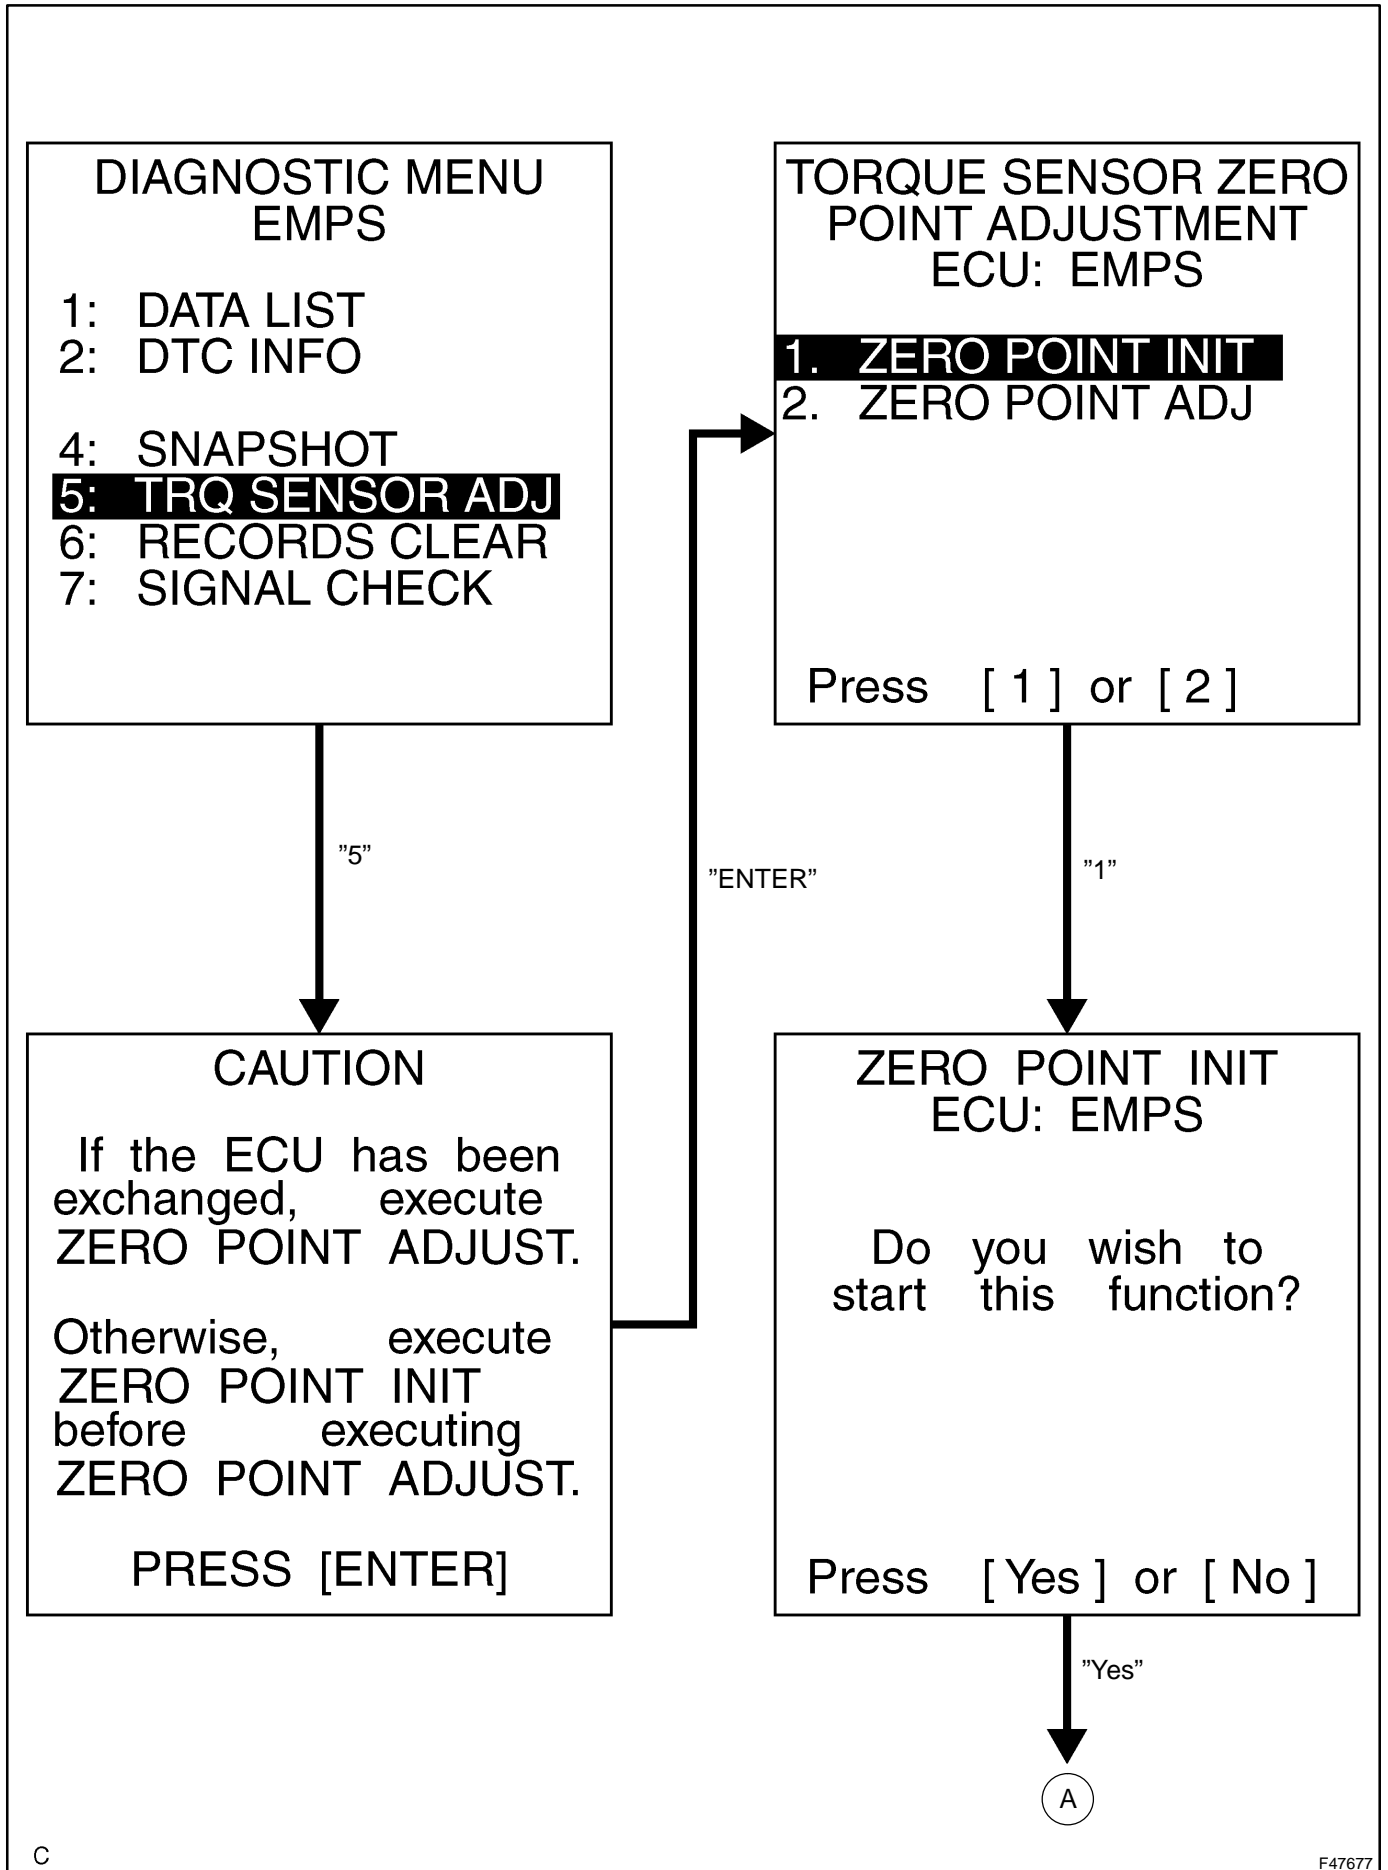 DIAGNOSTIC MENU
EMPS
1: DATA LIST
2: DTC INFO
4: SNAPSHOT
5: TRQ SENSOR ADJ
6: RECORDS CLEAR
7: SIGNAL CHECK
”5”
CAUTION
If the ECU has been
exchanged, execute
ZERO POINT ADJUST.
Otherwise, execute
ZERO POINT INIT
before executing
ZERO POINT ADJUST.
PRESS [ENTER]
”ENTER”
TORQUE SENSOR ZERO
POINT ADJUSTMENT
ECU: EMPS
1. ZERO POINT INIT
2. ZERO POINT ADJ
Press [ 1 ] or [ 2 ]
”1”
ZERO POINT INIT
ECU: EMPS
Do you wish to
start this function?
Press [ Yes ] or [ No ]
”Yes”
A
C
F47677